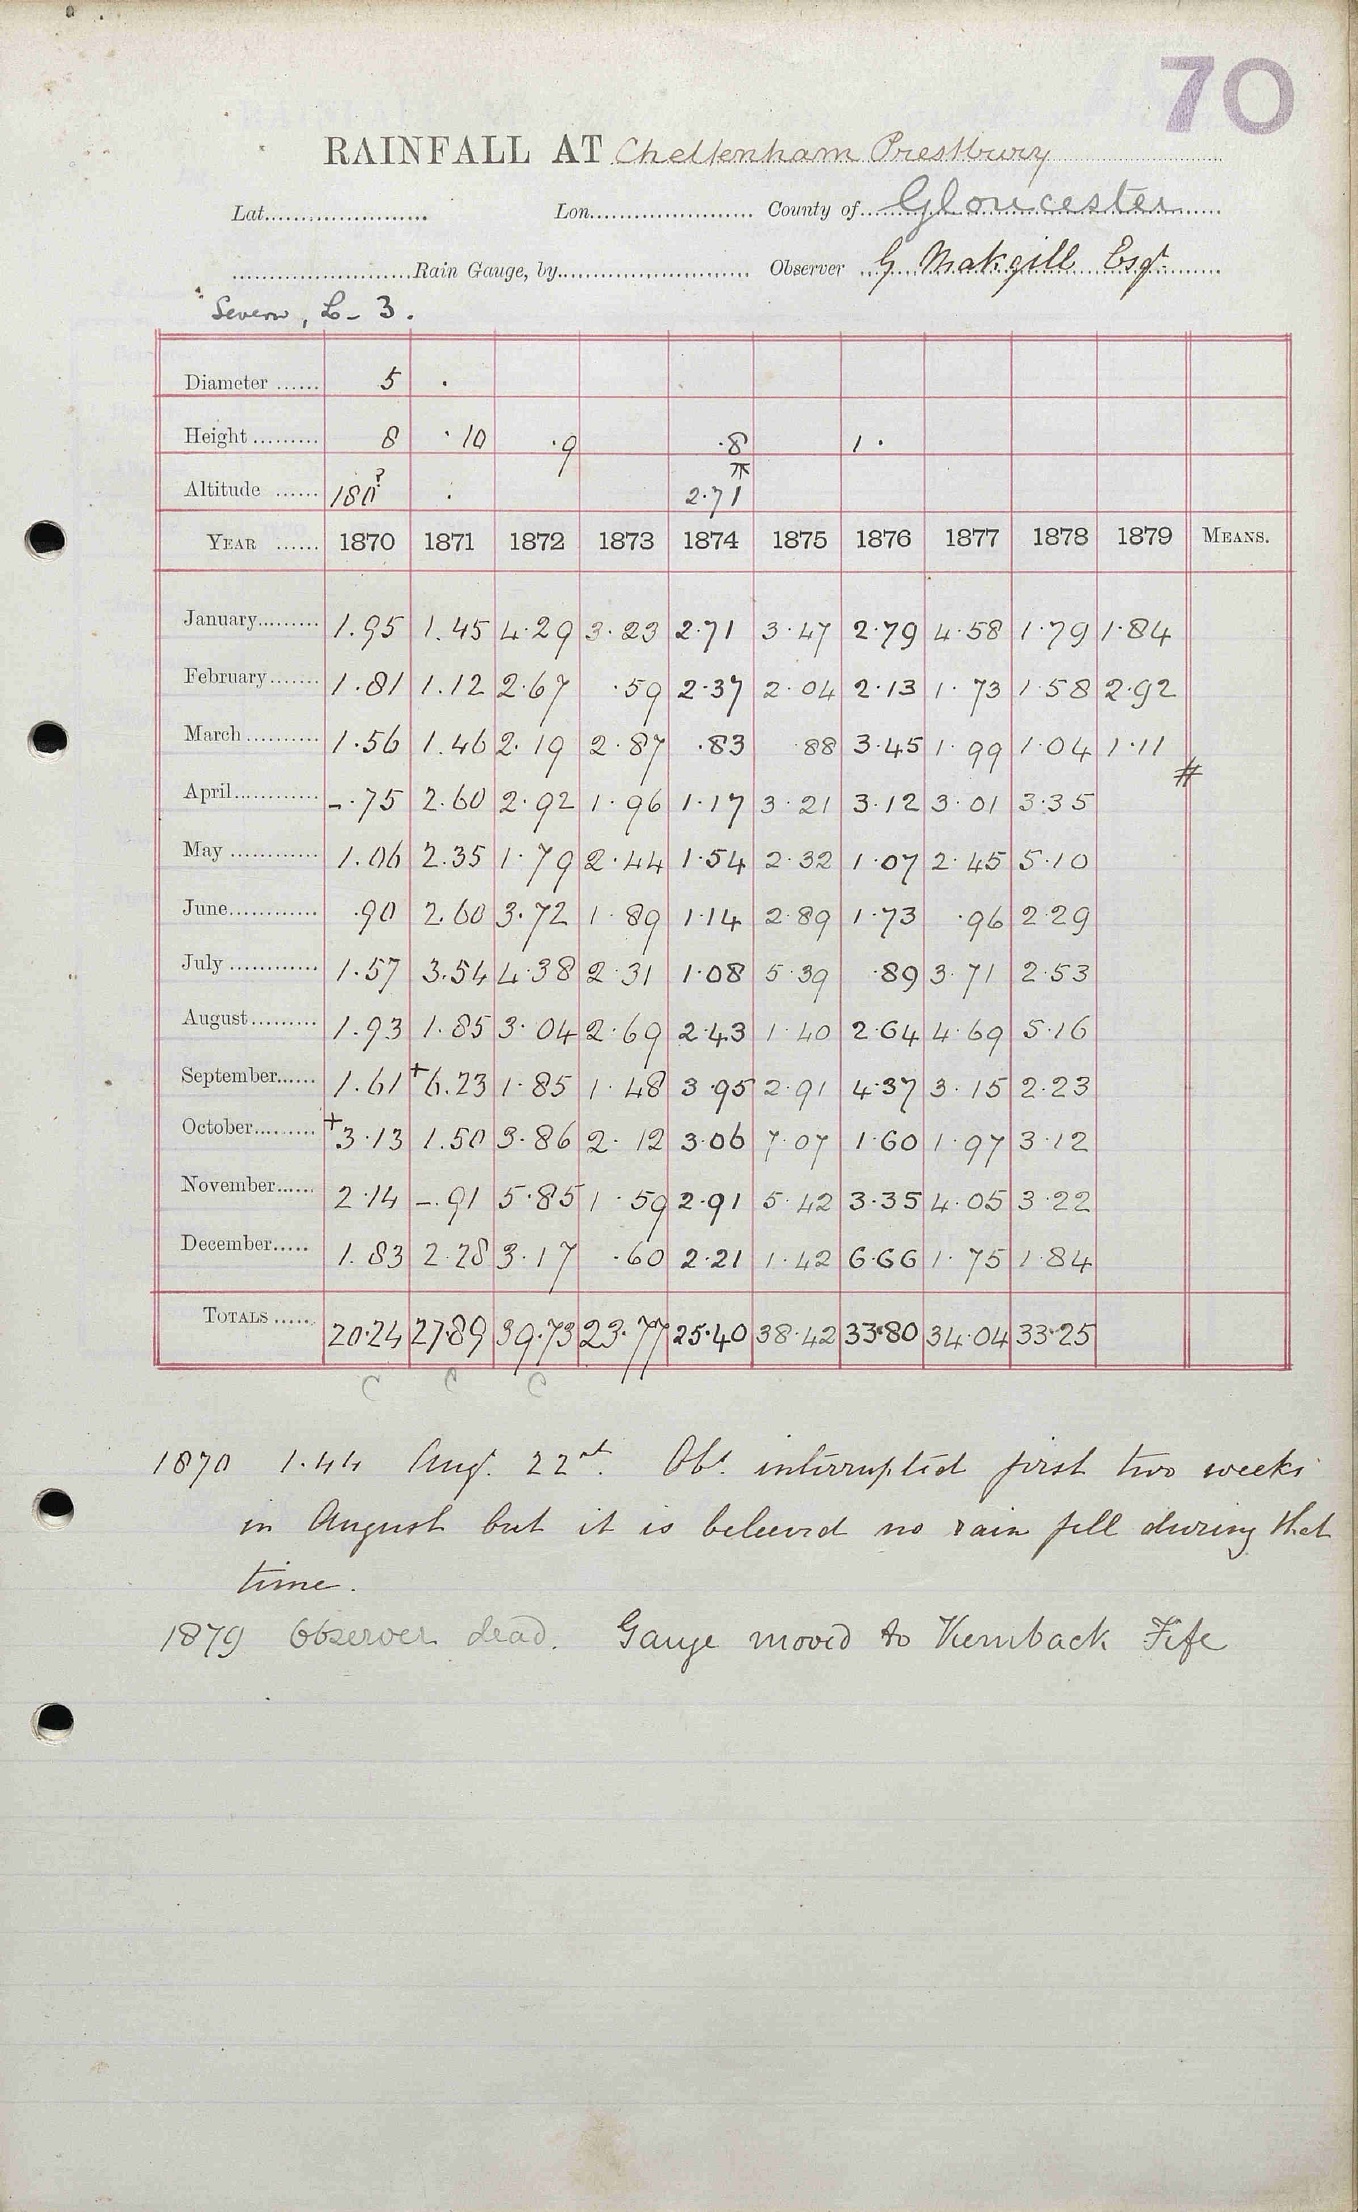 70
RAINFALL AT Cheltenham Prestbury
Lat........................ Lon........................ County of Gloucester
........................Rain Gauge, by........................ Observer G Makgill Esqr.
Severn, L- 3.
Diameter ...... 5 .
Height ......... 8 .10 .9 .8 1.
Altitude ...... 180? . 2.71
YEAR ...... 1870 1871 1872 1873 1874 1875 1876 1877 1878 1879 MEANS.
January......... 1.95 1.45 4.29 3.23 2.71 3.47 2.79 4.58 1.79 1.84
February....... 1.81 1.12 2.67 .59 2.37 2.04 2.13 1.73 1.58 2.92
March .......... 1.56 1.46 2.19 2.87 .83 .88 3.45 1.99 1.04 1.11
April............ -.75 2.60 2.92 1.96 1.17 3.21 3.12 3.01 3.35 #
May ............ 1.06 2.35 1.79 2.44 1.54 2.32 1.07 2.45 5.10
June............ .90 2.60 3.72 1.89 1.14 2.89 1.73 .96 2.29
July ............ 1.57 3.54 4.38 2.31 1.08 5.39 .89 3.71 2.53
August......... 1.93 1.85 3.04 2.69 2.43 1.40 2.64 4.69 5.16
September...... 1.61 +6.23 1.85 1.48 3.95 2.91 4.37 3.15 2.23
October......... +3.13 1.50 3.86 2.12 3.06 7.07 1.60 1.97 3.12
November...... 2.14 -.91 5.85 1.59 2.91 5.42 3.35 4.05 3.22
December..... 1.83 2.28 3.17 .60 2.21 1.42 6.66 1.75 1.84
TOTALS ..... 20.24 27.89 39.73 23.77 25.40 38.42 33.80 34.04 33.25
C C C
1870 1.44 Augt. 22nd. Obs. interrupted first two weeks
in August but it is beleeved no rain fell during that
time.
1879 Observer dead. Gauge moved to Kemback Fife